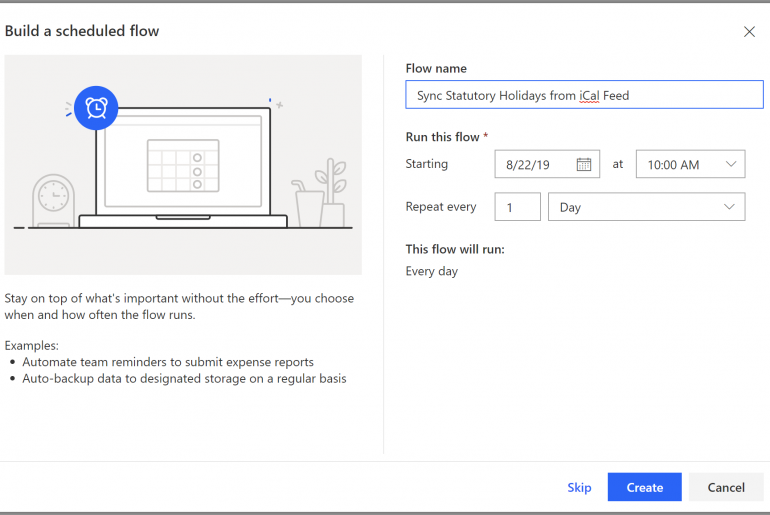 Build a scheduled flow
Flow name
Sync Statutory Holidays from iCal Feed
Run this flow *
Starting
8/22/19
at
10:00 AM
Repeat every
1
Day
This flow will run:
Every day
Stay on top of what's important without the effort—you choose
when and how often the flow runs.
Examples:
• Automate team reminders to submit expense reports
• Auto-backup data to designated storage on a regular basis
Skip
Create
Cancel